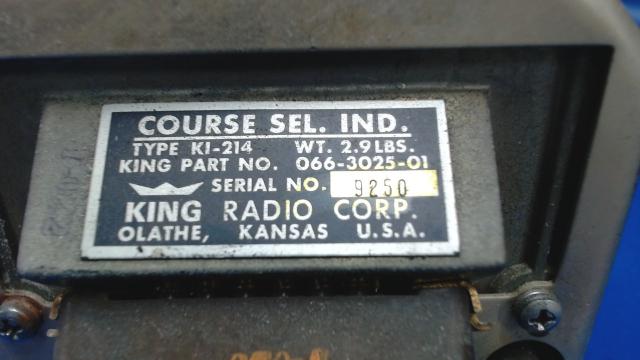 COURSE SEL. IND.
TYPE KI-214 WT. 2.9 LBS.
KING PART NO. 066-3025-01
SERIAL NO. 9250
KING RADIO CORP.
OLATHE, KANSAS U.S.A.